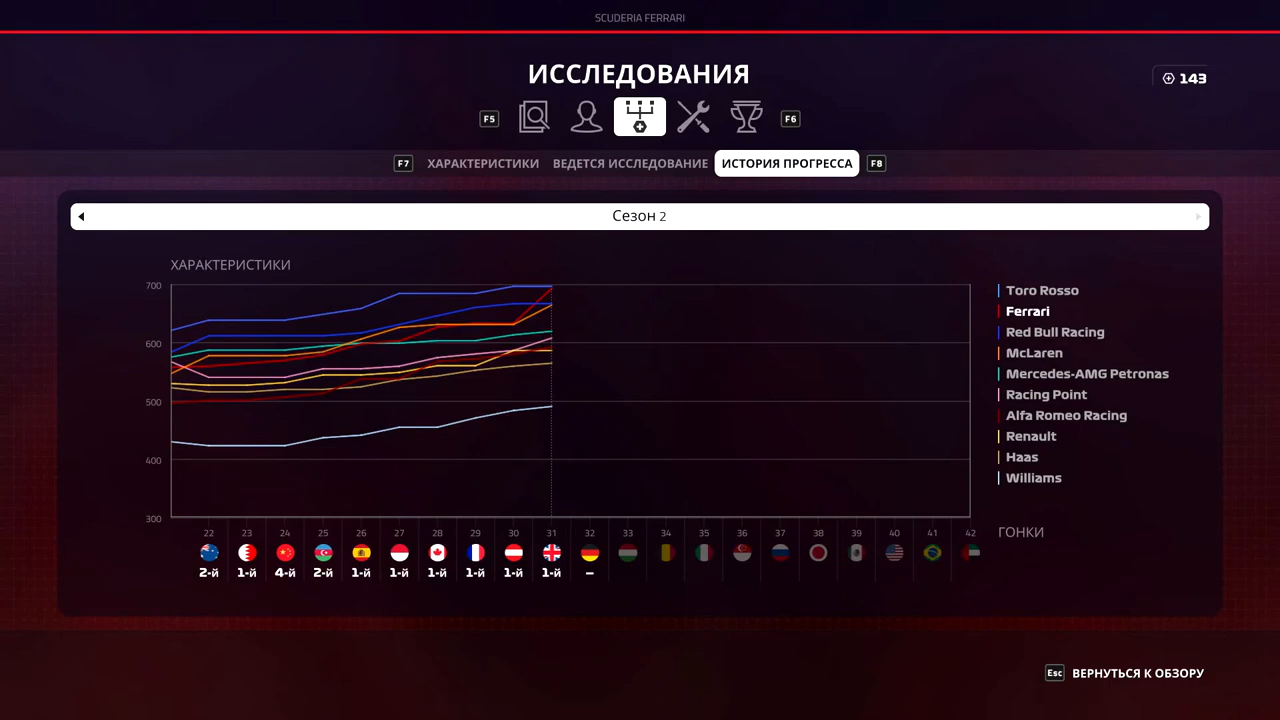 SCUDERIA FERRARI
ИССЛЕДОВАНИЯ
143
F5 F6
F7 ХАРАКТЕРИСТИКИ ВЕДЕТСЯ ИССЛЕДОВАНИЕ ИСТОРИЯ ПРОГРЕССА F8
Сезон 2
ХАРАКТЕРИСТИКИ
700
600
500
400
300
Toro Rosso
Ferrari
Red Bull Racing
McLaren
Mercedes-AMG Petronas
Racing Point
Alfa Romeo Racing
Renault
Haas
Williams
22 23 24 25 26 27 28 29 30 31 32 33 34 35 36 37 38 39 40 41 42
ГОНКИ
2-й 1-й 4-й 2-й 1-й 1-й 1-й 1-й 1-й 1-й –
Esc ВЕРНУТЬСЯ К ОБЗОРУ